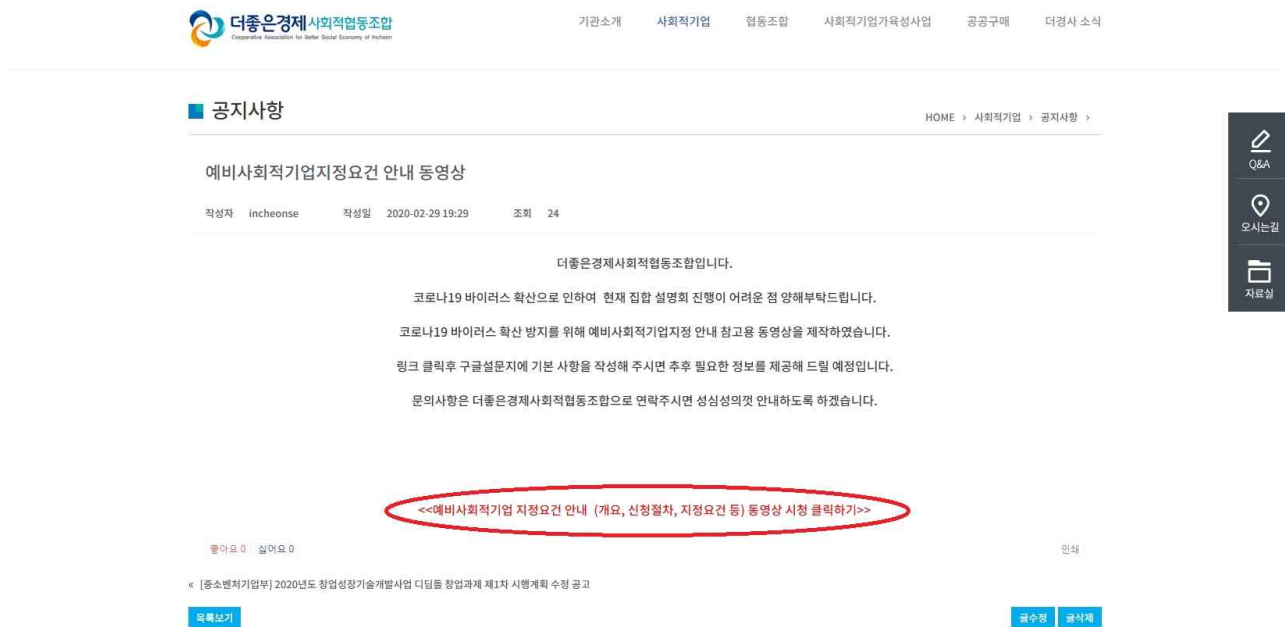 더좋은경제사회적협동조합
Cooperative Association for Better Social Economy of Incheon
기관소개 사회적기업 협동조합 사회적기업가육성사업 공공구매 더경사 소식
공지사항
HOME > 사회적기업 > 공지사항 >
예비사회적기업지정요건 안내 동영상
작성자 incheonse 작성일 2020-02-29 19:29 조회 24
더좋은경제사회적협동조합입니다.
코로나19 바이러스 확산으로 인하여 현재 집합 설명회 진행이 어려운 점 양해부탁드립니다.
코로나19 바이러스 확산 방지를 위해 예비사회적기업지정 안내 참고용 동영상을 제작하였습니다.
링크 클릭후 구글설문지에 기본 사항을 작성해 주시면 추후 필요한 정보를 제공해 드릴 예정입니다.
문의사항은 더좋은경제사회적협동조합으로 연락주시면 성심성의껏 안내하도록 하겠습니다.
<<예비사회적기업 지정요건 안내 (개요, 신청절차, 지정요건 등) 동영상 시청 클릭하기>>
좋아요 0 싫어요 0
인쇄
« [중소벤처기업부] 2020년도 창업성장기술개발사업 디딤돌 창업과제 제1차 시행계획 수정 공고
목록보기
글수정 글삭제
Q&A
오시는길
자료실